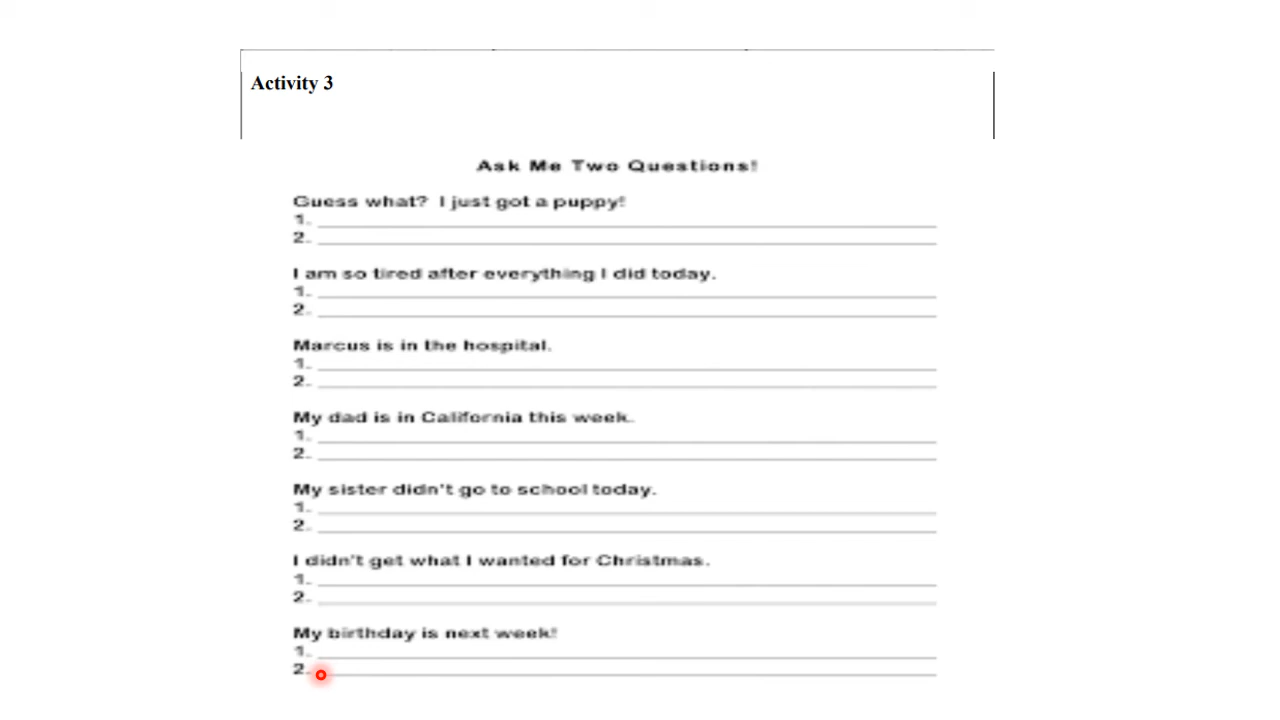 Activity 3
Ask Me Two Questions!
Guess what? I just got a puppy!
1.
2.
I am so tired after everything I did today.
1.
2.
Marcus is in the hospital.
1.
2.
My dad is in California this week.
1.
2.
My sister didn't go to school today.
1.
2.
I didn't get what I wanted for Christmas.
1.
2.
My birthday is next week!
1.
2.